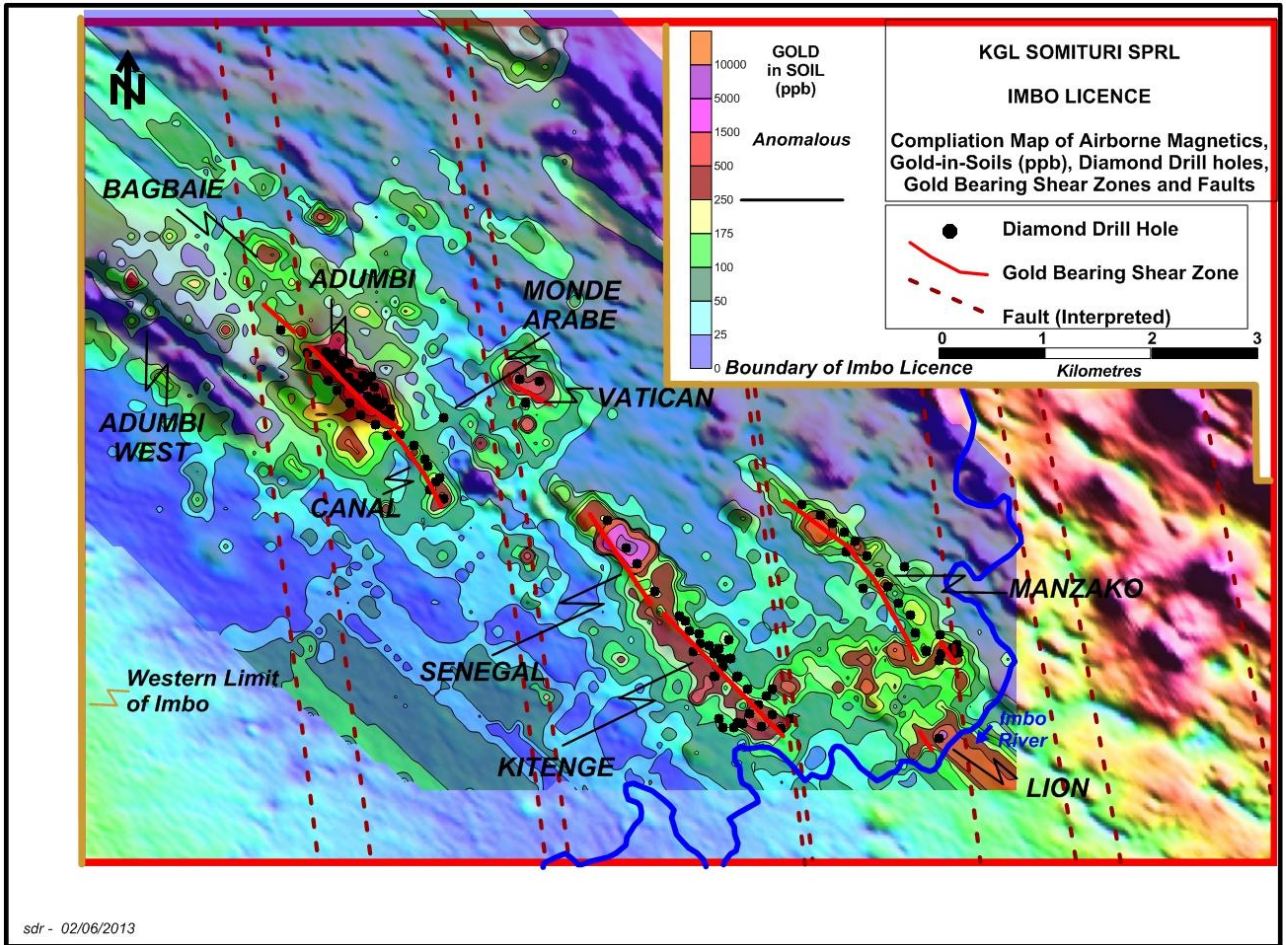 N
10000
5000
1500
500
250
175
100
50
25
0
GOLD
in SOIL
(ppb)
Anomalous
KGL SOMITURI SPRL
IMBO LICENCE
Compliation Map of Airborne Magnetics,
Gold-in-Soils (ppb), Diamond Drill holes,
Gold Bearing Shear Zones and Faults
Diamond Drill Hole
Gold Bearing Shear Zone
Fault (Interpreted)
0 1 2 3
Kilometres
Boundary of Imbo Licence
BAGBAIE
ADUMBI
MONDE
ARABE
VATICAN
ADUMBI
WEST
CANAL
MANZAKO
SENEGAL
Western Limit
of Imbo
KITENGE
Imbo
River
LION
sdr - 02/06/2013